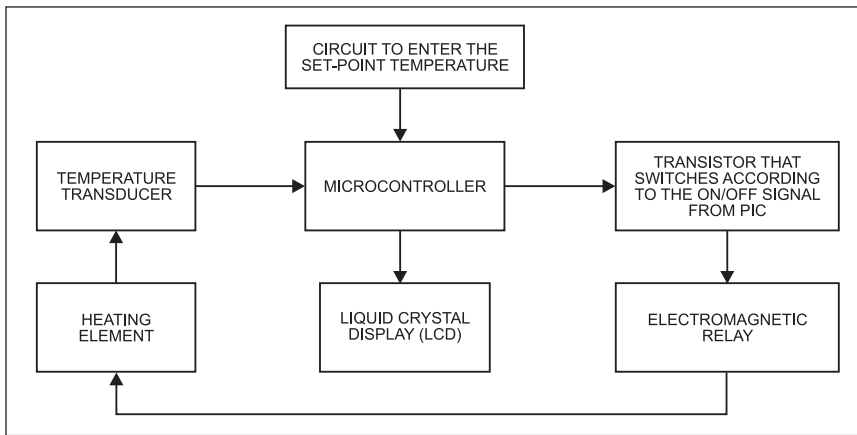 CIRCUIT TO ENTER THE
SET-POINT TEMPERATURE
TEMPERATURE
TRANSDUCER
MICROCONTROLLER
TRANSISTOR THAT
SWITCHES ACCORDING
TO THE ON/OFF SIGNAL
FROM PIC
HEATING
ELEMENT
LIQUID CRYSTAL
DISPLAY (LCD)
ELECTROMAGNETIC
RELAY